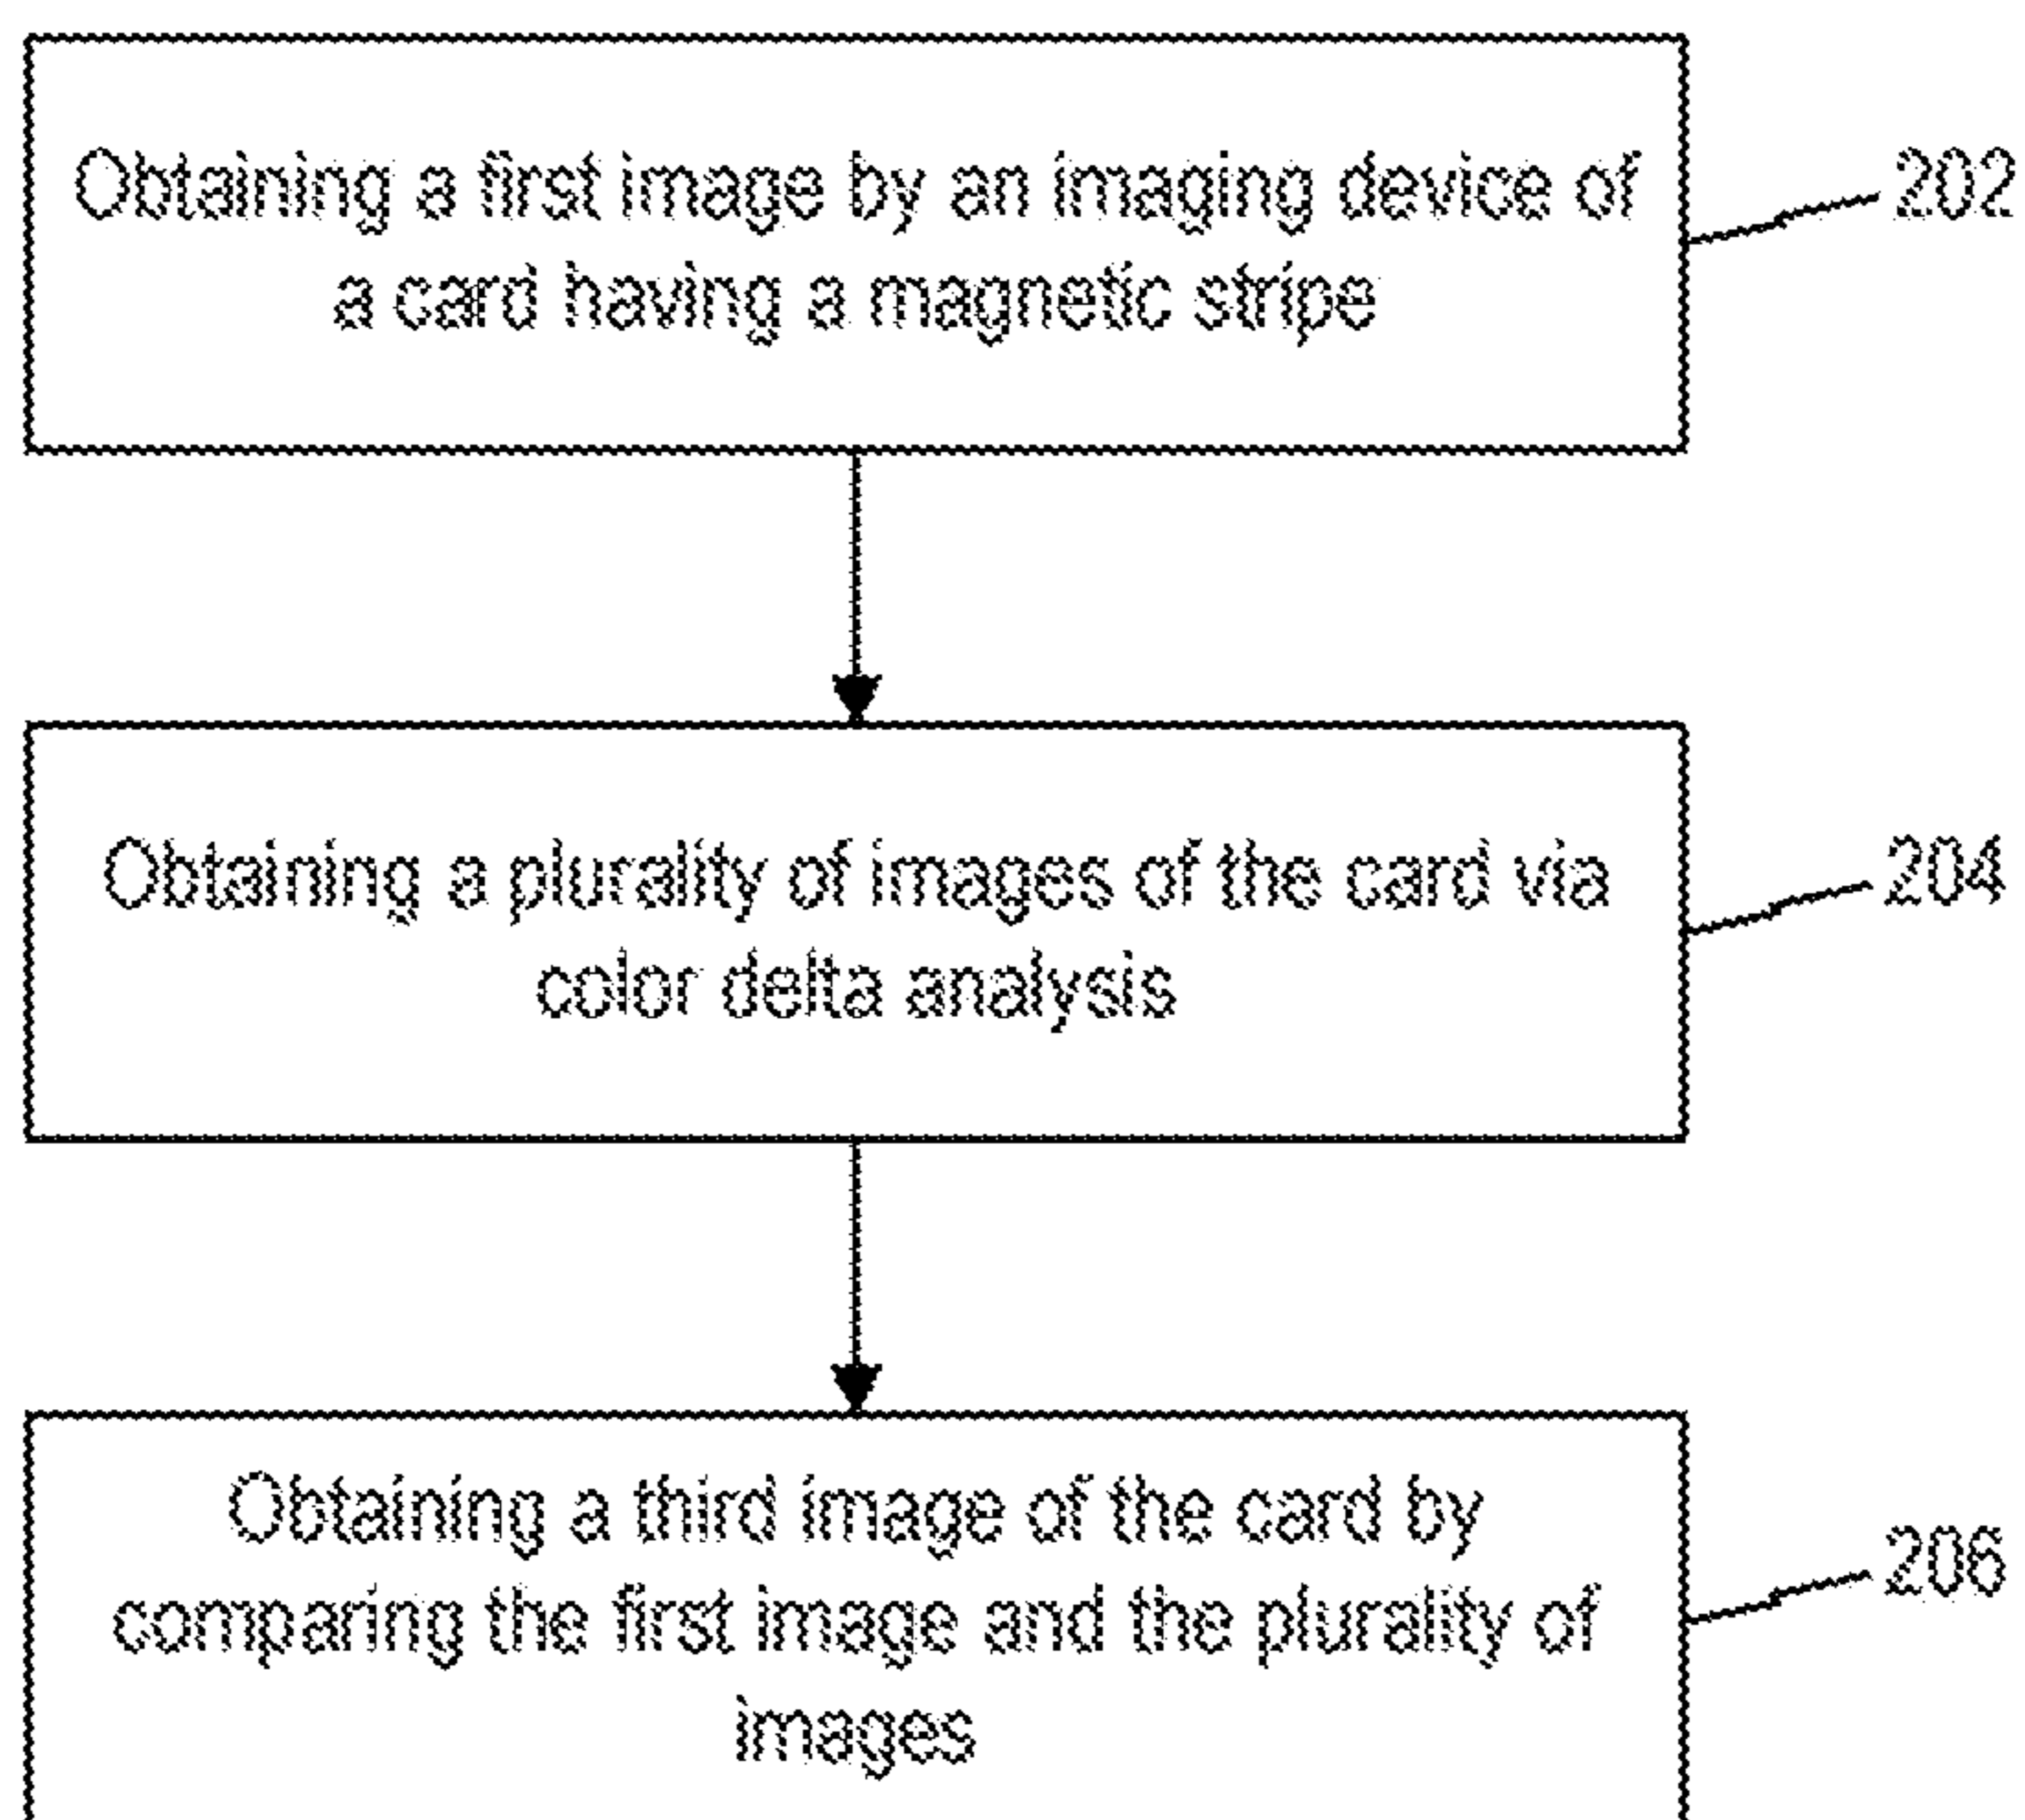 Obtaining a first image by an imaging device of
a card having a magnetic stripe
202
Obtaining a plurality of images of the card via
color delta analysis
204
Obtaining a third image of the card by
comparing the first image and the plurality of
images
206